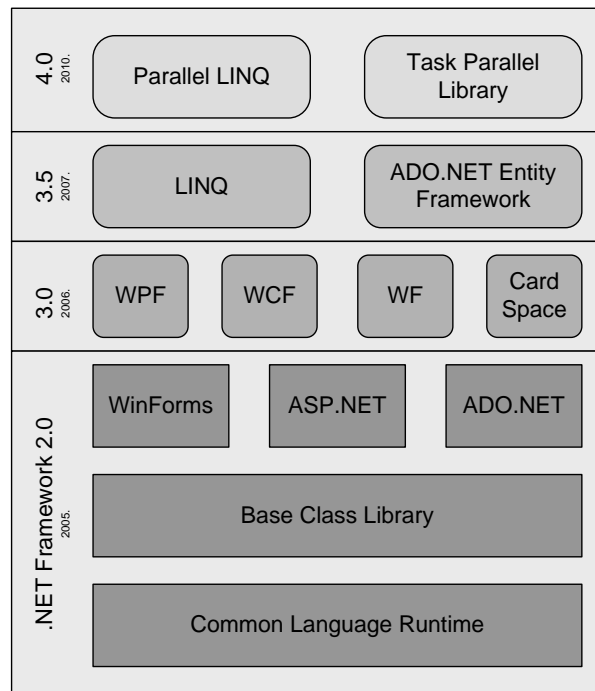 4.0
2010.
Parallel LINQ
Task Parallel
Library
3.5
2007.
LINQ
ADO.NET Entity
Framework
3.0
2006.
WPF
WCF
WF
Card
Space
.NET Framework 2.0
2005.
WinForms
ASP.NET
ADO.NET
Base Class Library
Common Language Runtime